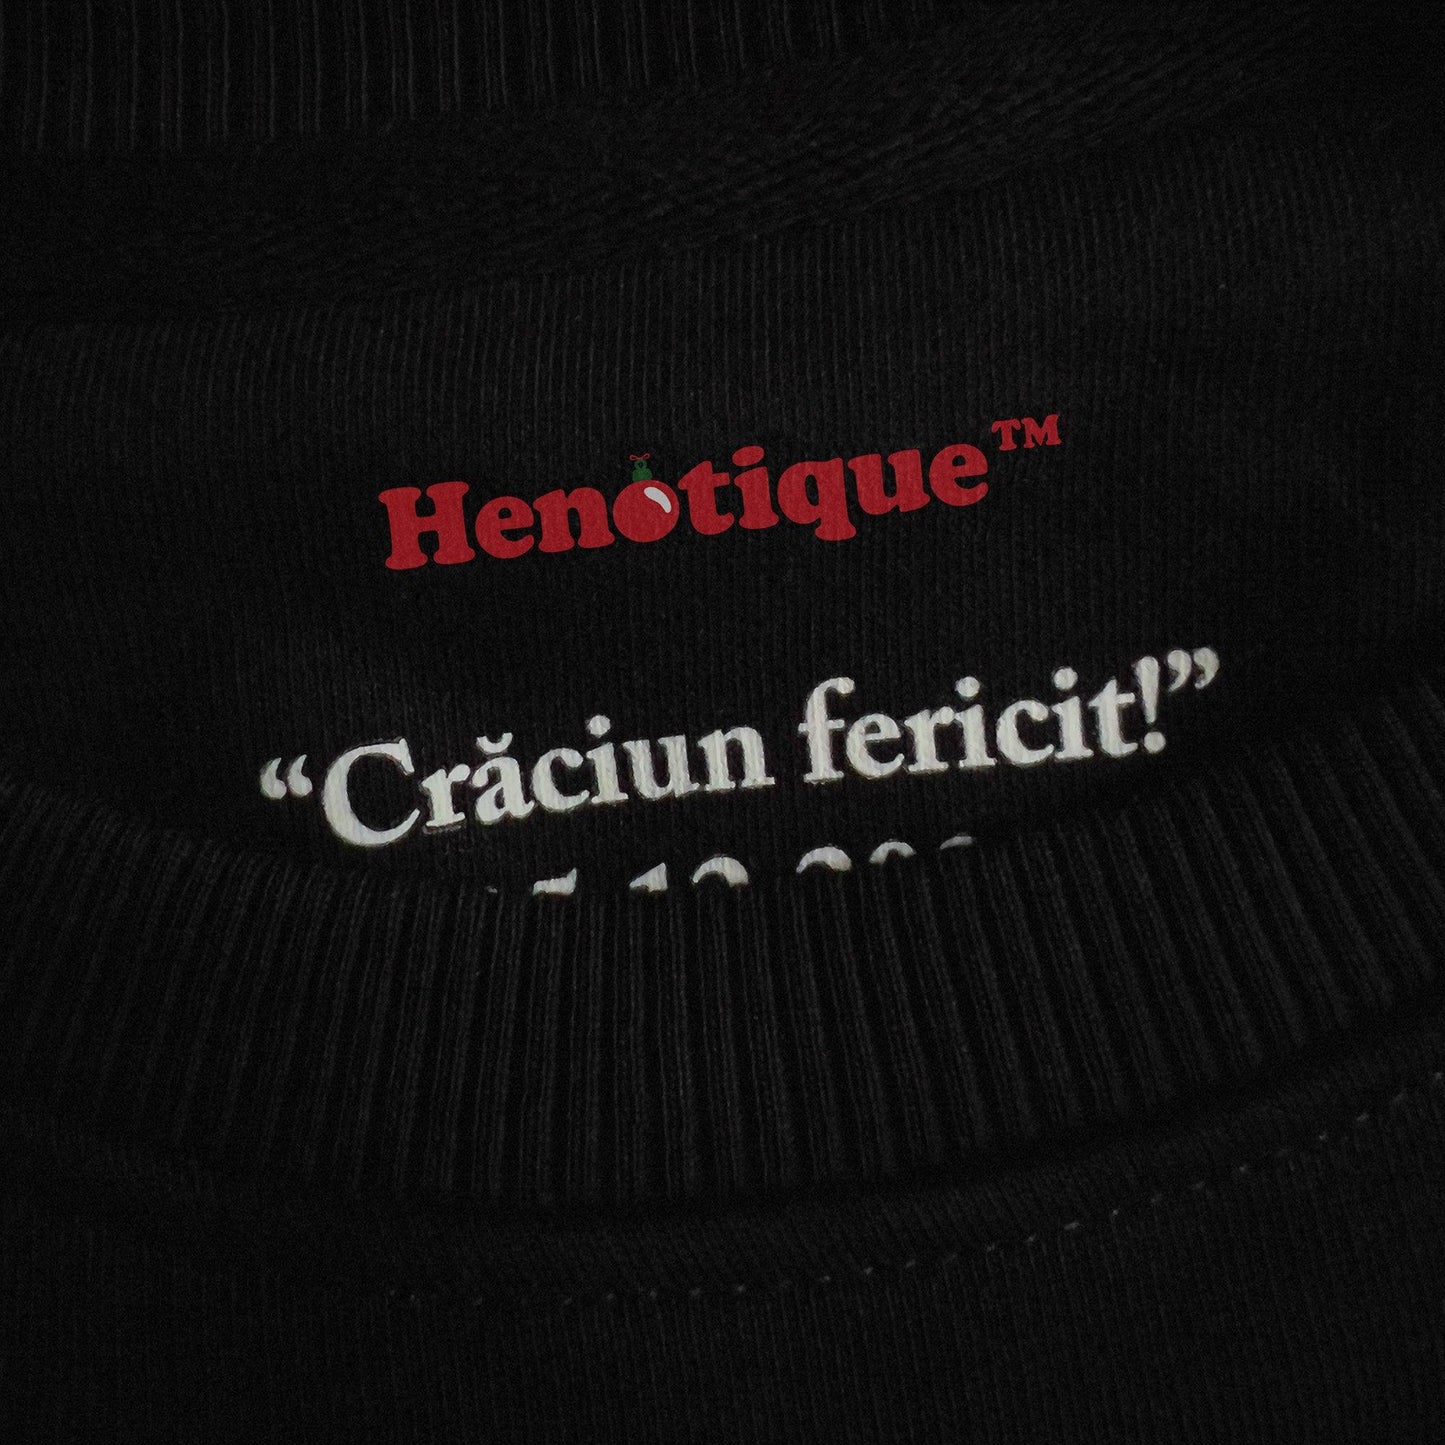 Henotique™
“Crăciun fericit!”